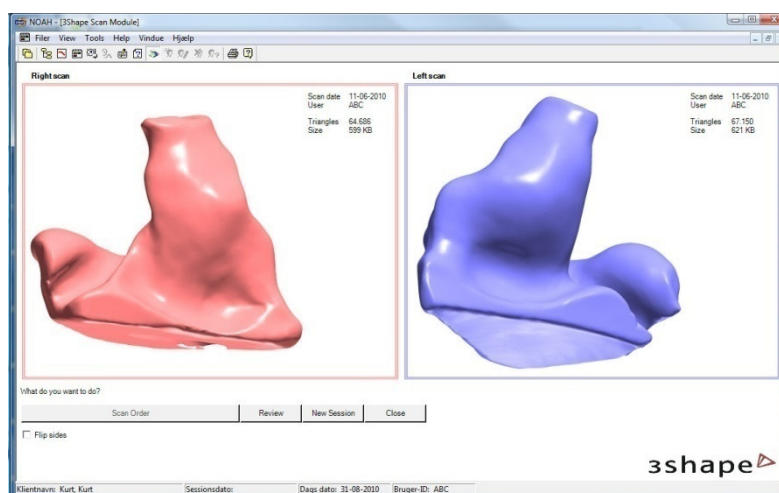 NOAH - [3Shape Scan Module]
Filer View Tools Help Vindue Hjælp
Right scan
Scan date 11-06-2010
User ABC
Triangles 64.686
Size 599 KB
Left scan
Scan date 11-06-2010
User ABC
Triangles 67.150
Size 621 KB
What do you want to do?
Scan Order Review New Session Close
Flip sides
3shape
Klientnavn: Kurt, Kurt Sessionsdato: Dags dato: 31-08-2010 Bruger-ID: ABC